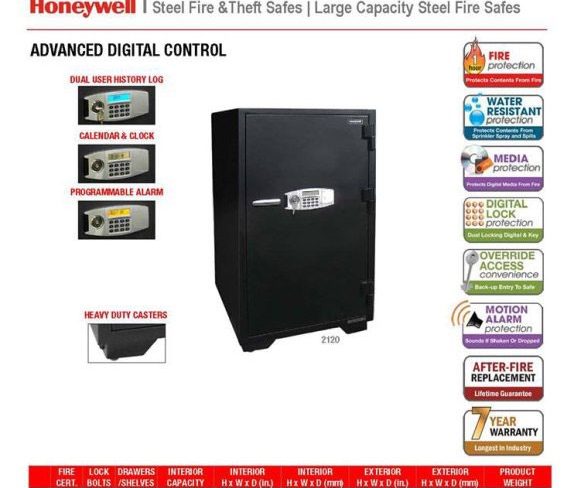 Honeywell | Steel Fire &Theft Safes | Large Capacity Steel Fire Safes
ADVANCED DIGITAL CONTROL
DUAL USER HISTORY LOG
CALENDAR & CLOCK
PROGRAMMABLE ALARM
HEAVY DUTY CASTERS
2120
1
hour
FIRE
protection
Protects Contents From Fire
WATER
RESISTANT
protection
Protects Contents From
Sprinkler Spray and Spills
MEDIA
protection
Protects Digital Media From Fire
DIGITAL
LOCK
protection
Dual Locking Digital & Key
OVERRIDE
ACCESS
convenience
Back-up Entry To Safe
MOTION
ALARM
protection
Sounds If Shaken Or Dropped
AFTER-FIRE
REPLACEMENT
Lifetime Guarantee
7 YEAR
WARRANTY
Longest In Industry
FIRE LOCK DRAWERS INTERIOR INTERIOR INTERIOR EXTERIOR EXTERIOR PRODUCT
CERT. BOLTS /SHELVES CAPACITY H x W x D (in.) H x W x D (mm) H x W x D (in.) H x W x D (mm) WEIGHT